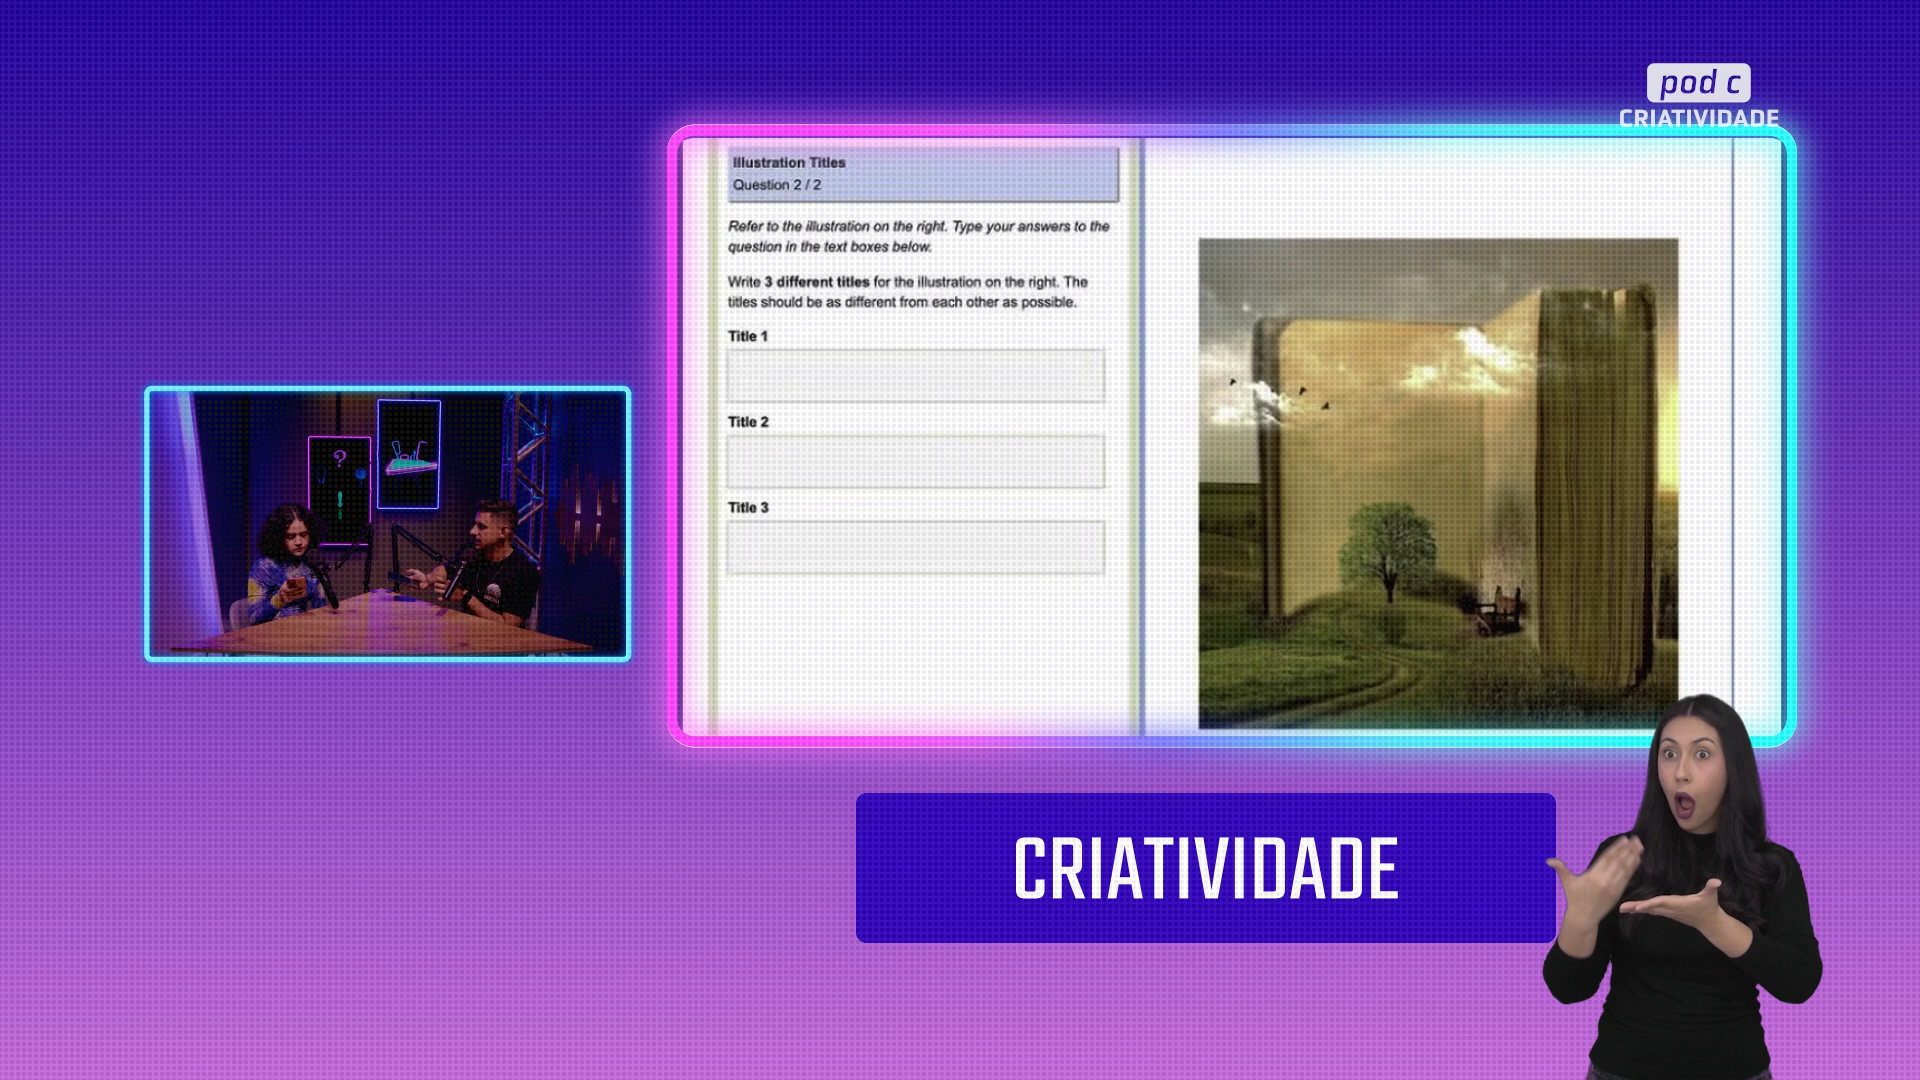 pod c
CRIATIVIDADE
Illustration Titles
Question 2 / 2
Refer to the illustration on the right. Type your answers to the
question in the text boxes below.
Write 3 different titles for the illustration on the right. The
titles should be as different from each other as possible.
Title 1
Title 2
Title 3
?
!
CRIATIVIDADE